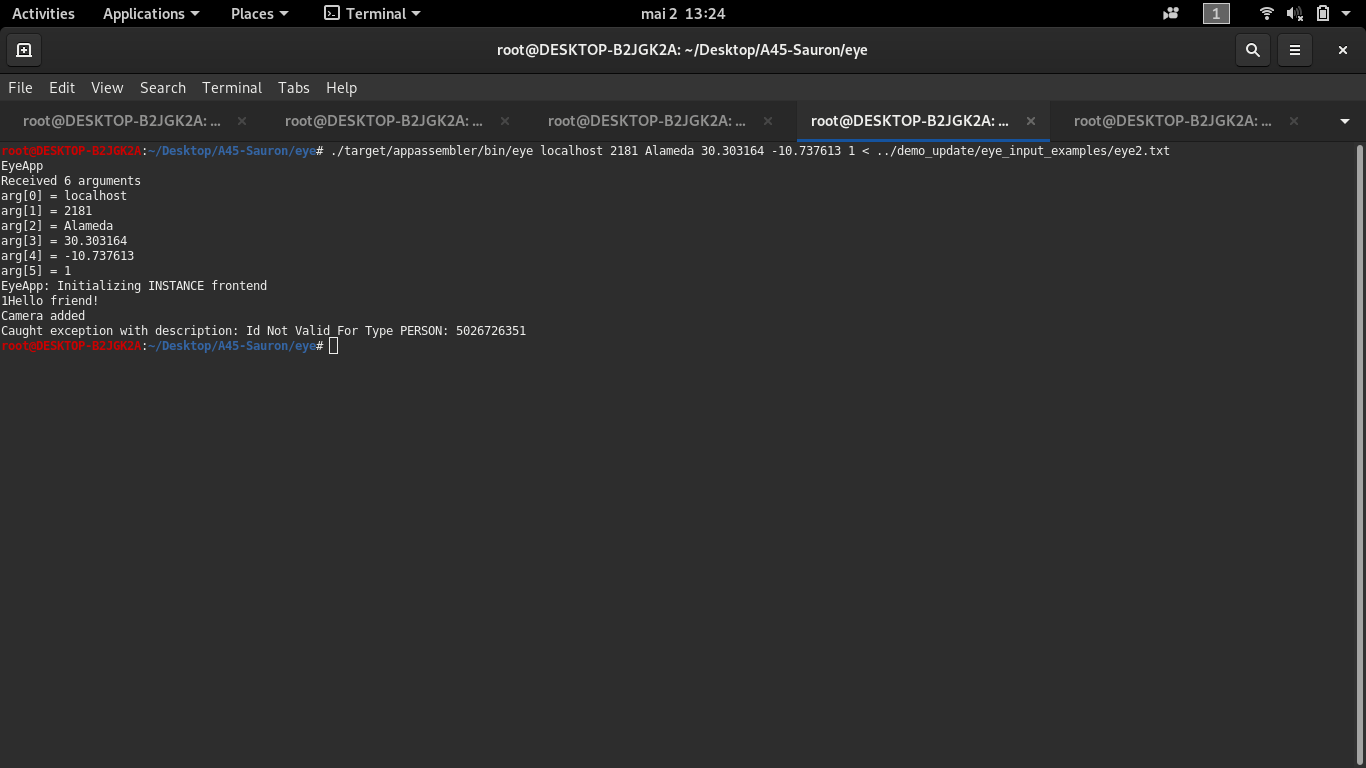 Activities Applications Places Terminal mai 2 13:24 1
root@DESKTOP-B2JGK2A: ~/Desktop/A45-Sauron/eye
File Edit View Search Terminal Tabs Help
root@DESKTOP-B2JGK2A: ... root@DESKTOP-B2JGK2A: ... root@DESKTOP-B2JGK2A: ... root@DESKTOP-B2JGK2A: ... root@DESKTOP-B2JGK2A: ...
root@DESKTOP-B2JGK2A:~/Desktop/A45-Sauron/eye# ./target/appassembler/bin/eye localhost 2181 Alameda 30.303164 -10.737613 1 < ../demo_update/eye_input_examples/eye2.txt
EyeApp
Received 6 arguments
arg[0] = localhost
arg[1] = 2181
arg[2] = Alameda
arg[3] = 30.303164
arg[4] = -10.737613
arg[5] = 1
EyeApp: Initializing INSTANCE frontend
1Hello friend!
Camera added
Caught exception with description: Id Not Valid For Type PERSON: 5026726351
root@DESKTOP-B2JGK2A:~/Desktop/A45-Sauron/eye#